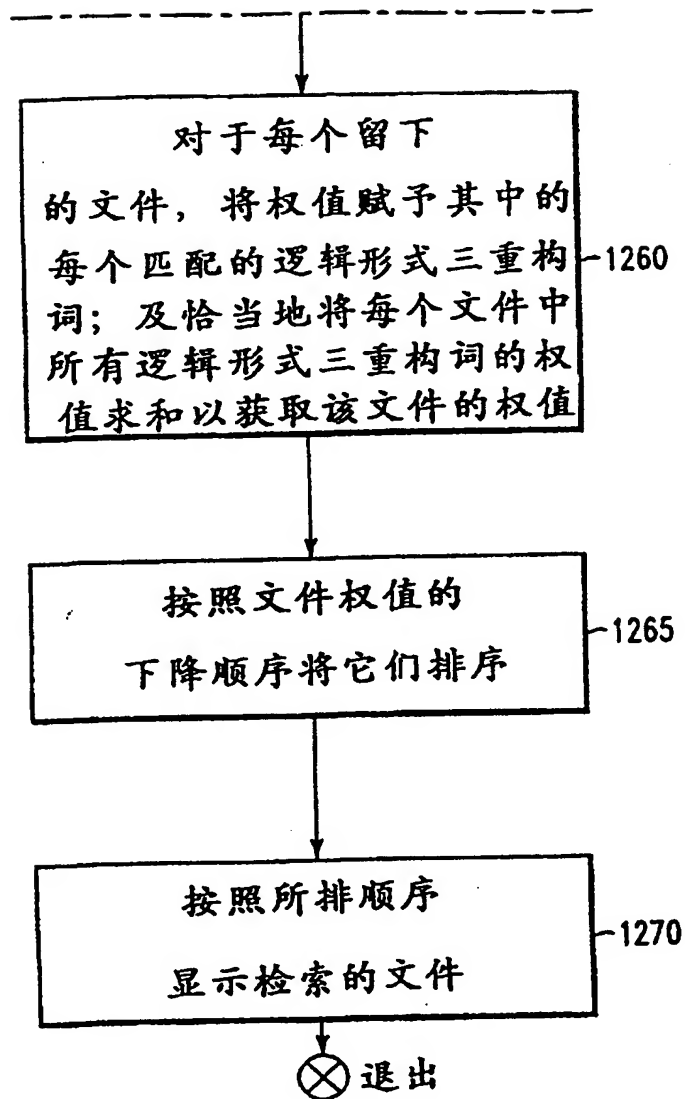 对于每个留下
的文件，将权值赋予其中的
每个匹配的逻辑形式三重构
词；及恰当地将每个文件中
所有逻辑形式三重构词的权
值求和以获取该文件的权值
1260
按照文件权值的
下降顺序将它们排序
1265
按照所排顺序
显示检索的文件
1270
退出